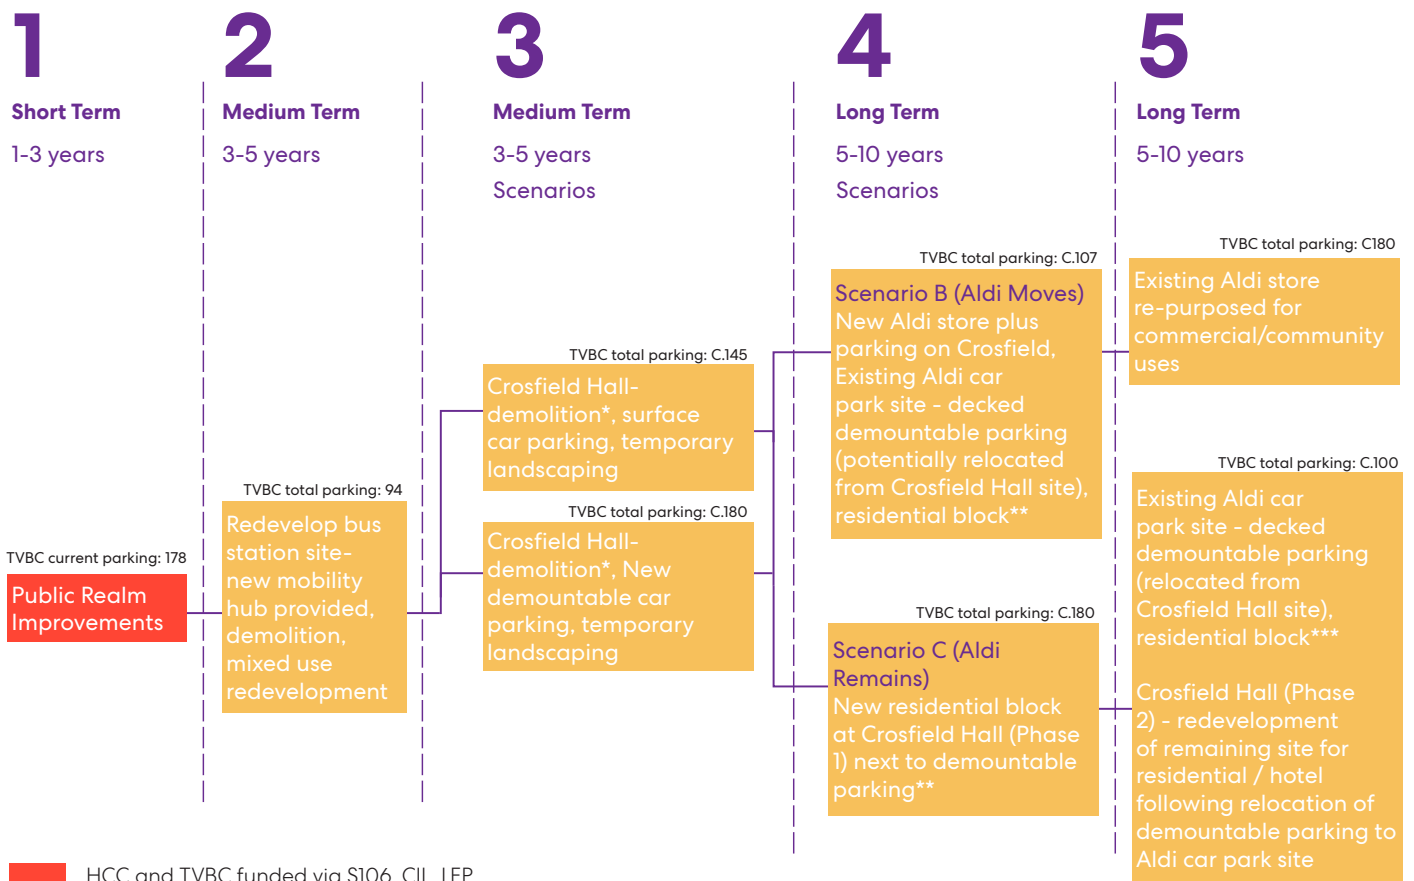 1
Short Term
1-3 years
2
Medium Term
3-5 years
3
Medium Term
3-5 years
Scenarios
4
Long Term
5-10 years
Scenarios
5
Long Term
5-10 years
TVBC current parking: 178
Public Realm
Improvements
TVBC total parking: 94
Redevelop bus
station site-
new mobility
hub provided,
demolition,
mixed use
redevelopment
TVBC total parking: C.145
Crosfield Hall-
demolition*, surface
car parking, temporary
landscaping
TVBC total parking: C.180
Crosfield Hall-
demolition*, New
demountable car
parking, temporary
landscaping
TVBC total parking: C.107
Scenario B (Aldi Moves)
New Aldi store plus
parking on Crosfield,
Existing Aldi car
park site - decked
demountable parking
(potentially relocated
from Crosfield Hall site),
residential block**
TVBC total parking: C.180
Scenario C (Aldi
Remains)
New residential block
at Crosfield Hall (Phase
1) next to demountable
parking**
TVBC total parking: C180
Existing Aldi store
re-purposed for
commercial/community
uses
TVBC total parking: C.100
Existing Aldi car
park site - decked
demountable parking
(relocated from
Crosfield Hall site),
residential block***
Crosfield Hall (Phase
2) - redevelopment
of remaining site for
residential / hotel
following relocation of
demountable parking to
Aldi car park site
HCC and TVBC funded via S106, CIL, LEP